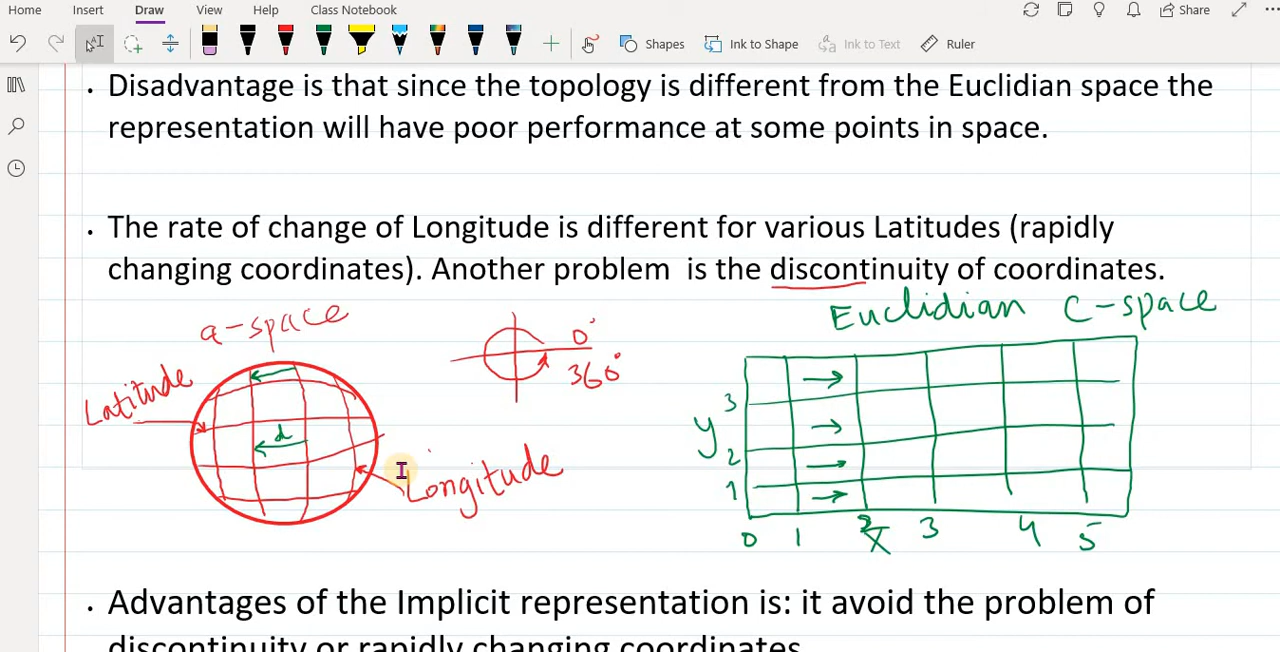 Home Insert Draw View Help Class Notebook Share
Shapes Ink to Shape Ink to Text Ruler
• Disadvantage is that since the topology is different from the Euclidian space the
representation will have poor performance at some points in space.
• The rate of change of Longitude is different for various Latitudes (rapidly
changing coordinates). Another problem is the discontinuity of coordinates.
Euclidian C-space
a-space
0°
360°
Latitude
d
Longitude
y
3
2
1
0 1 2 3 4 5
X
• Advantages of the Implicit representation is: it avoid the problem of
discontinuity or rapidly changing coordinates